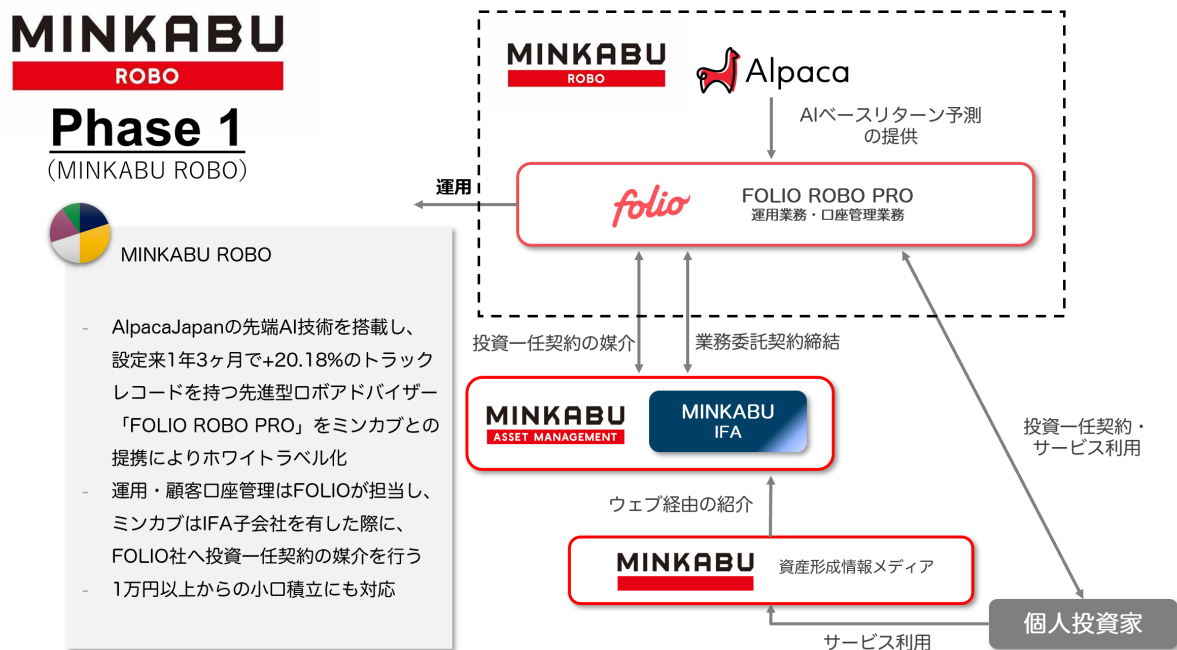 MINKABU
ROBO
Phase 1
(MINKABU ROBO)
MINKABU ROBO
- AlpacaJapanの先端AI技術を搭載し、
設定来1年3ヶ月で+20.18%のトラック
レコードを持つ先進型ロボアドバイザー
「FOLIO ROBO PRO」をミンカブとの
提携によりホワイトラベル化
- 運用・顧客口座管理はFOLIOが担当し、
ミンカブはIFA子会社を有した際に、
FOLIO社へ投資一任契約の媒介を行う
- 1万円以上からの小口積立にも対応
MINKABU
ROBO
Alpaca
AIベースリターン予測
の提供
運用
folio
FOLIO ROBO PRO
運用業務・口座管理業務
投資一任契約の媒介
業務委託契約締結
MINKABU
ASSET MANAGEMENT
MINKABU
IFA
投資一任契約・
サービス利用
ウェブ経由の紹介
MINKABU
資産形成情報メディア
個人投資家
サービス利用